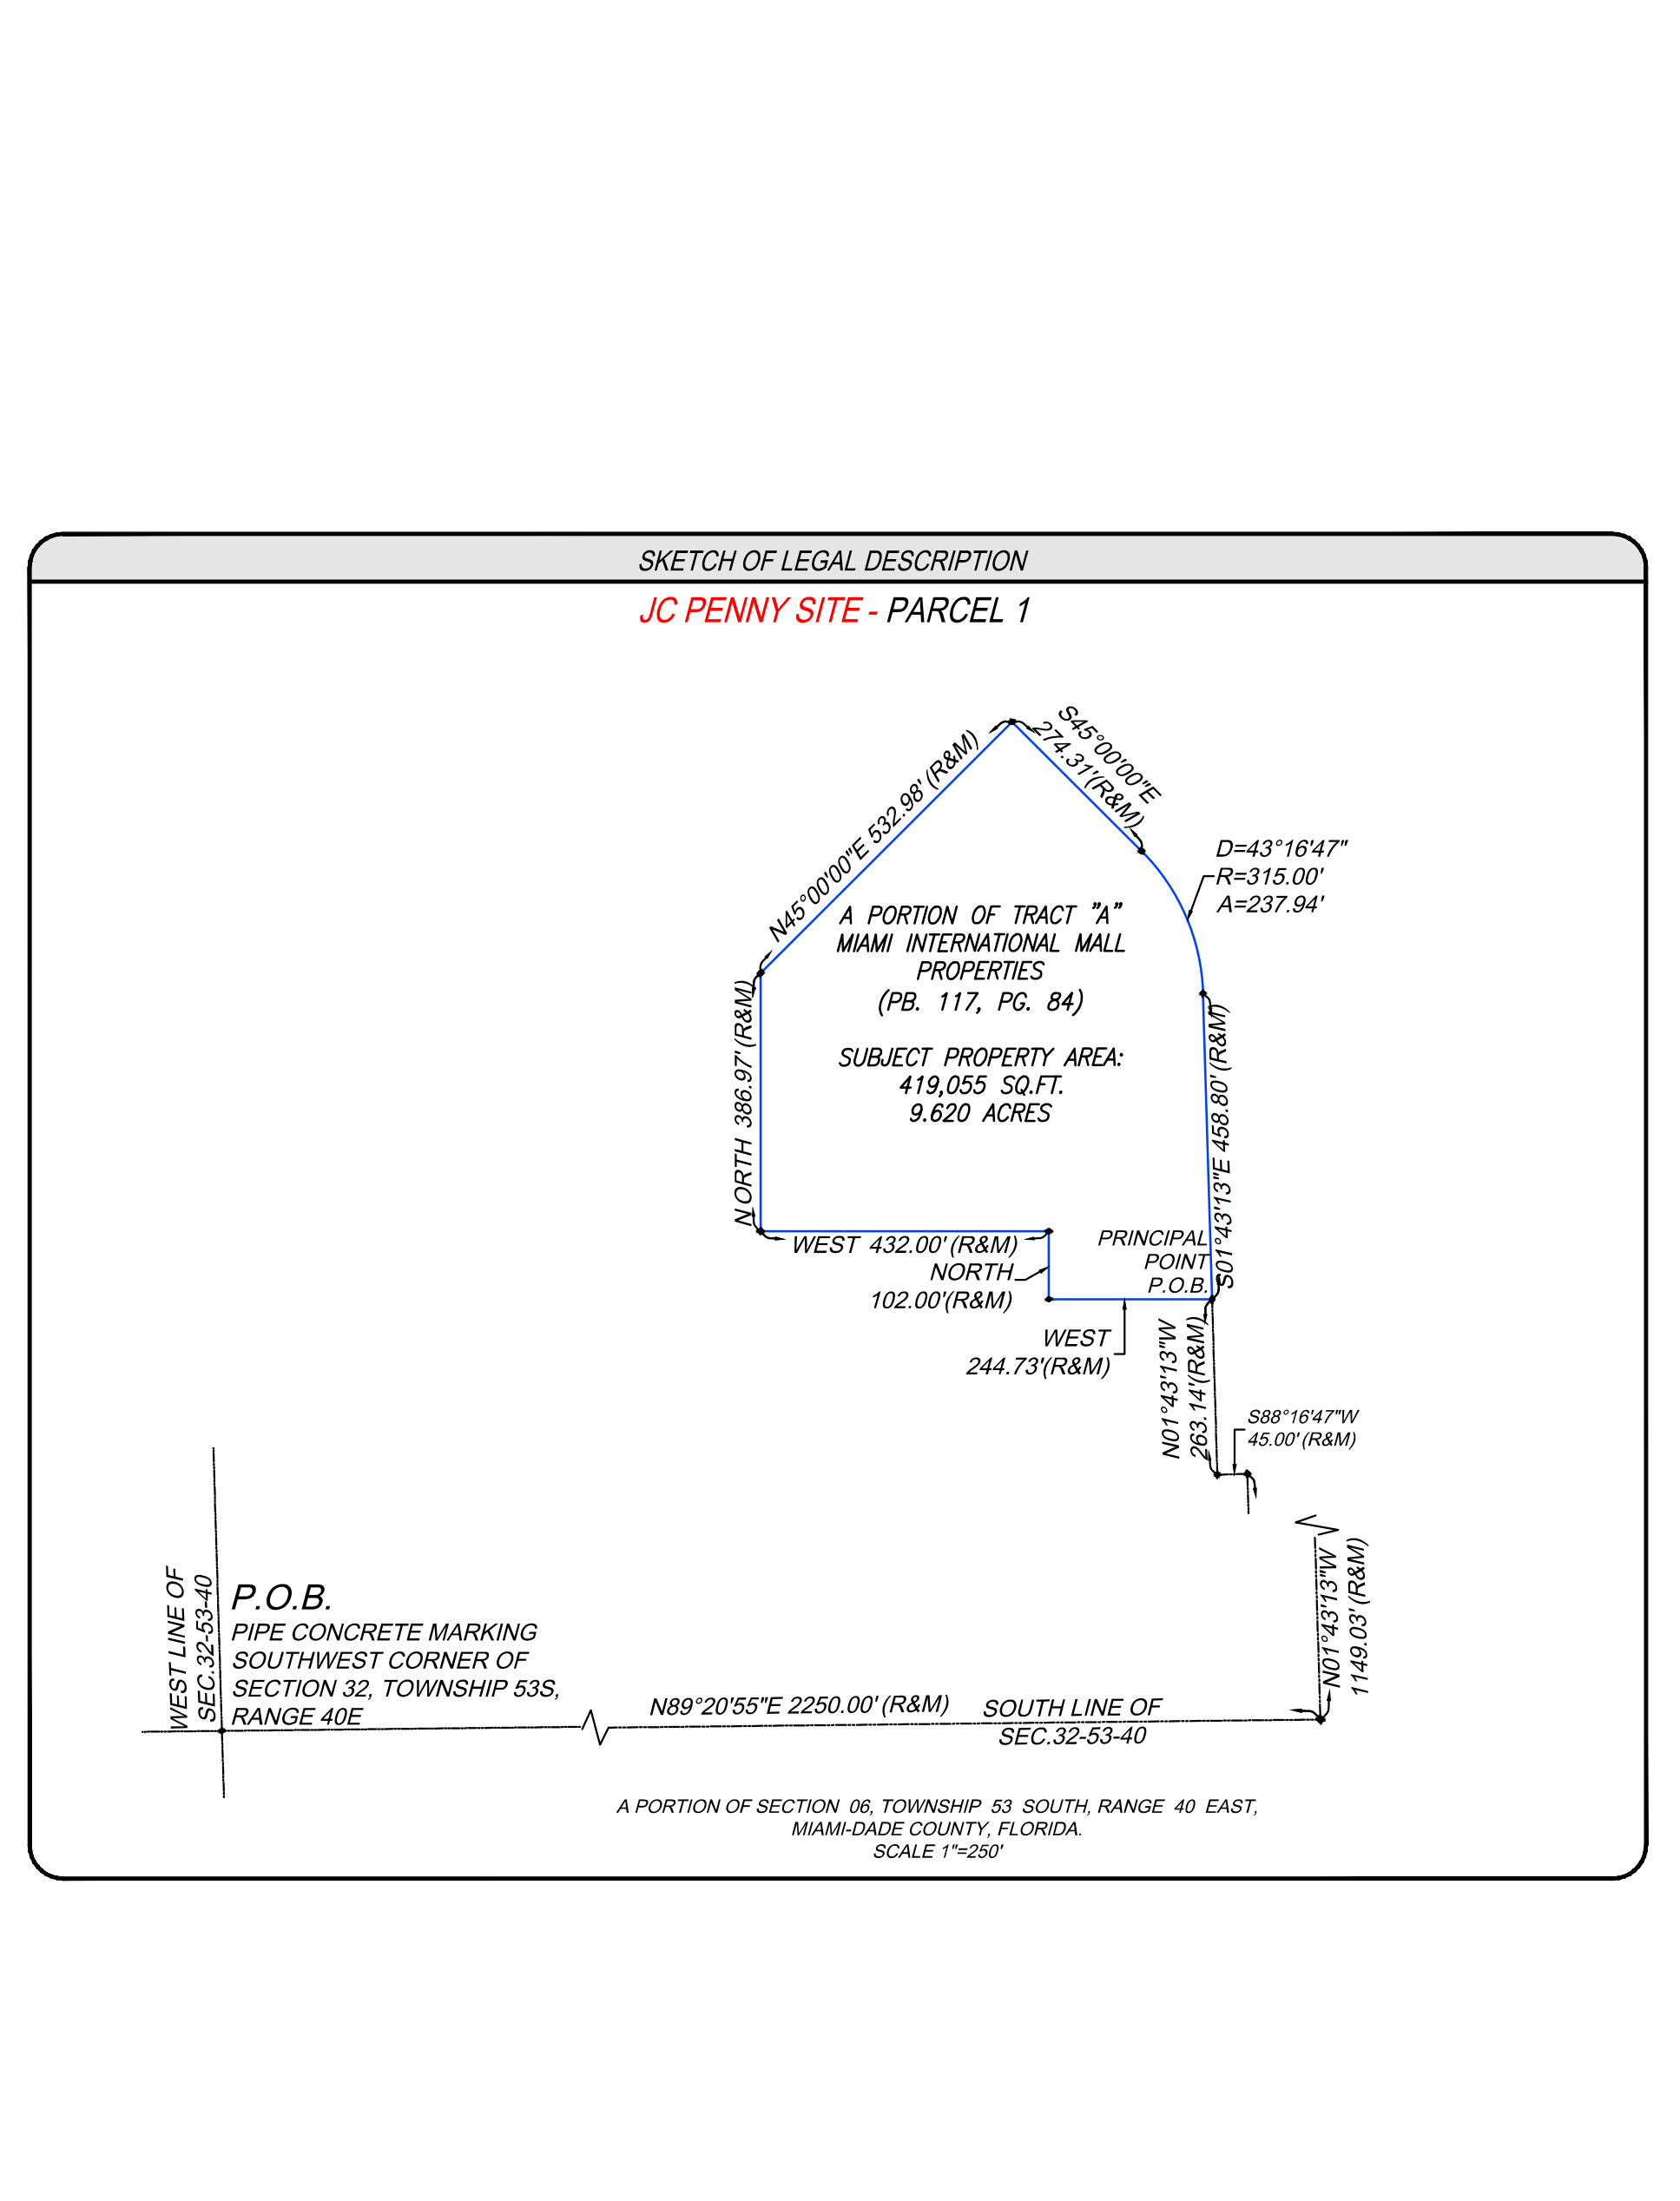 SKETCH OF LEGAL DESCRIPTION
JC PENNY SITE - PARCEL 1
S45°00'00"E
274.31'(R&M)
N45°00'00"E 532.98' (R&M)
D=43°16'47"
R=315.00'
A=237.94'
A PORTION OF TRACT "A"
MIAMI INTERNATIONAL MALL
PROPERTIES
(PB. 117, PG. 84)
SUBJECT PROPERTY AREA:
419,055 SQ.FT.
9.620 ACRES
NORTH 386.97' (R&M)
S01°43'13"E 458.80' (R&M)
WEST 432.00' (R&M)
NORTH
102.00'(R&M)
PRINCIPAL
POINT
P.O.B.
WEST
244.73'(R&M)
N01°43'13"W
263.14'(R&M)
S88°16'47"W
45.00' (R&M)
N01°43'13"W
1149.03' (R&M)
WEST LINE OF
SEC.32-53-40
P.O.B.
PIPE CONCRETE MARKING
SOUTHWEST CORNER OF
SECTION 32, TOWNSHIP 53S,
RANGE 40E
N89°20'55"E 2250.00' (R&M)
SOUTH LINE OF
SEC.32-53-40
A PORTION OF SECTION 06, TOWNSHIP 53 SOUTH, RANGE 40 EAST,
MIAMI-DADE COUNTY, FLORIDA.
SCALE 1"=250'